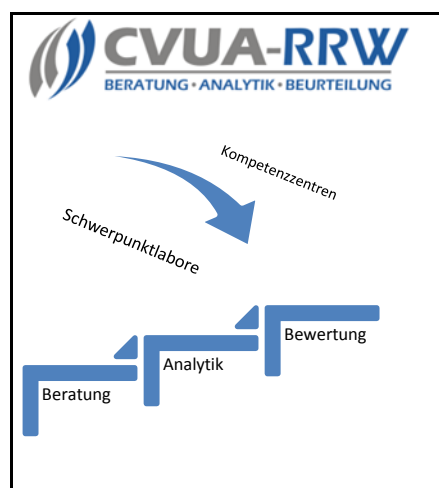 CVUA-RRW
BERATUNG • ANALYTIK • BEURTEILUNG
Kompetenzzentren
Schwerpunktlabore
Bewertung
Analytik
Beratung